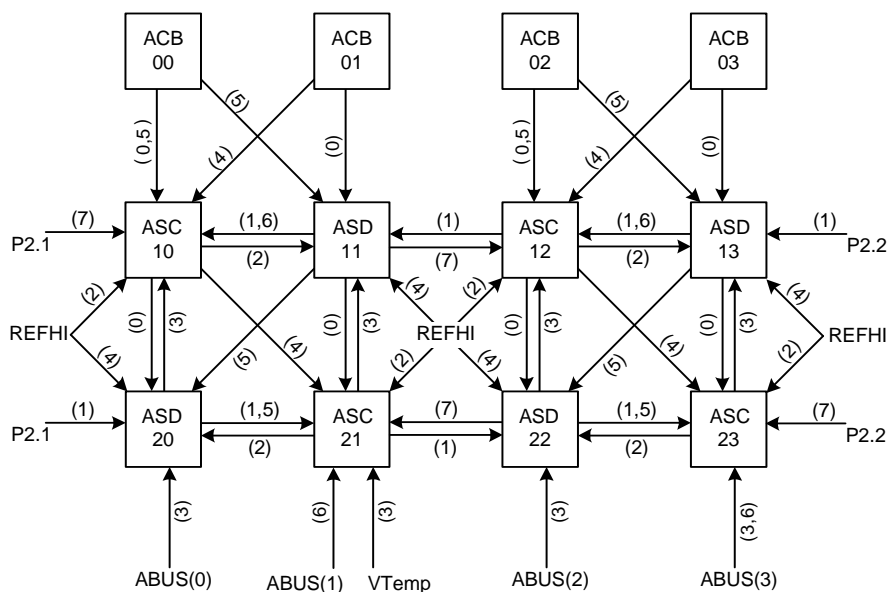 ACB 00
ACB 01
ACB 02
ACB 03
(5)
(5)
( 0,5 )
(4)
(0)
( 0,5 )
(4)
(0)
P2.1
(7)
ASC 10
(1,6)
(2)
ASD 11
(1)
(7)
ASC 12
(1,6)
(2)
ASD 13
(1)
P2.2
REFHI
(2)
(4)
(0)
(3)
(4)
(5)
(0)
(3)
(4)
(2)
REFHI
(2)
(4)
(0)
(3)
(4)
(5)
(0)
(3)
(4)
(2)
REFHI
P2.1
(1)
ASD 20
(1,5)
(2)
ASC 21
(7)
(1)
ASD 22
(1,5)
(2)
ASC 23
(7)
P2.2
(3)
(6)
(3)
(3)
(3,6)
ABUS(0)
ABUS(1)
VTemp
ABUS(2)
ABUS(3)